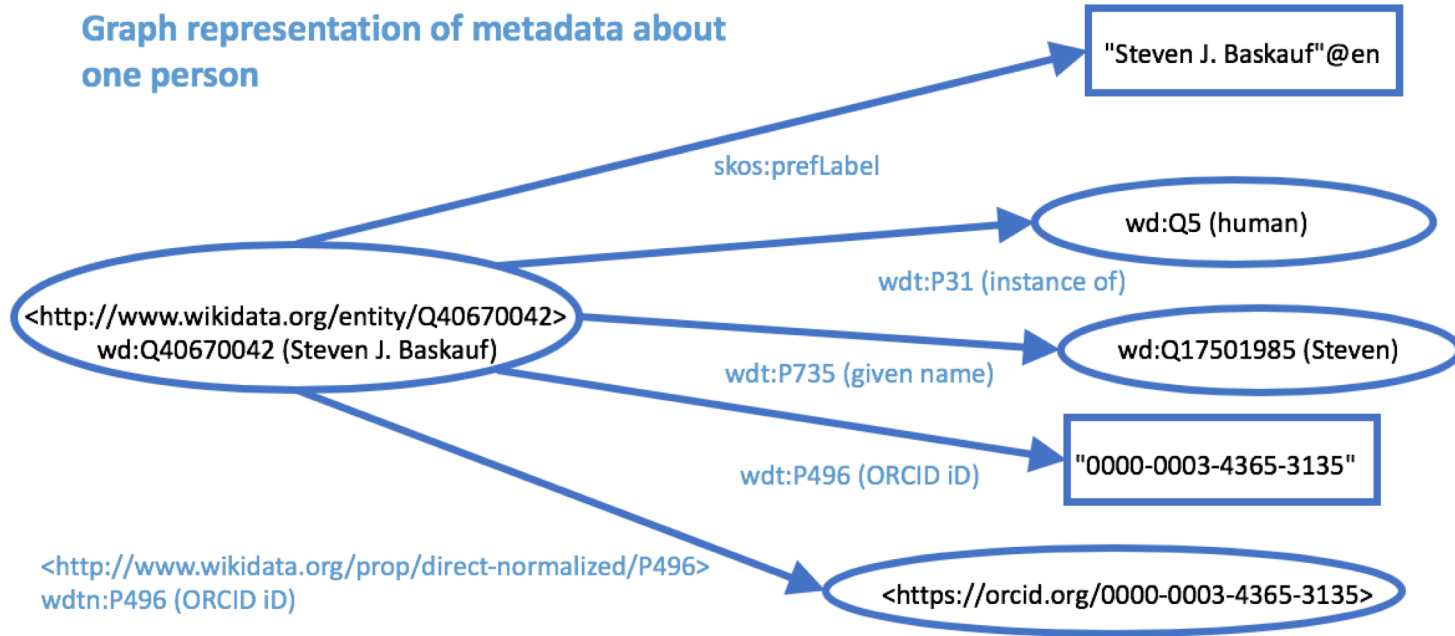 Graph representation of metadata about
one person
"Steven J. Baskauf"@en
skos:prefLabel
wd:Q5 (human)
wdt:P31 (instance of)
<http://www.wikidata.org/entity/Q40670042>
wd:Q40670042 (Steven J. Baskauf)
wd:Q17501985 (Steven)
wdt:P735 (given name)
"0000-0003-4365-3135"
wdt:P496 (ORCID iD)
<http://www.wikidata.org/prop/direct-normalized/P496>
wdtn:P496 (ORCID iD)
<https://orcid.org/0000-0003-4365-3135>